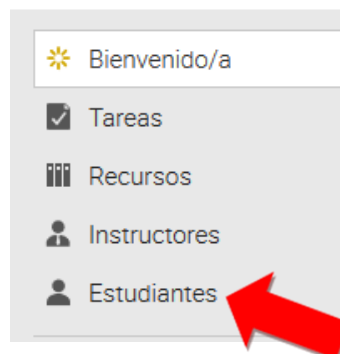 Bienvenido/a
Tareas
Recursos
Instructores
Estudiantes